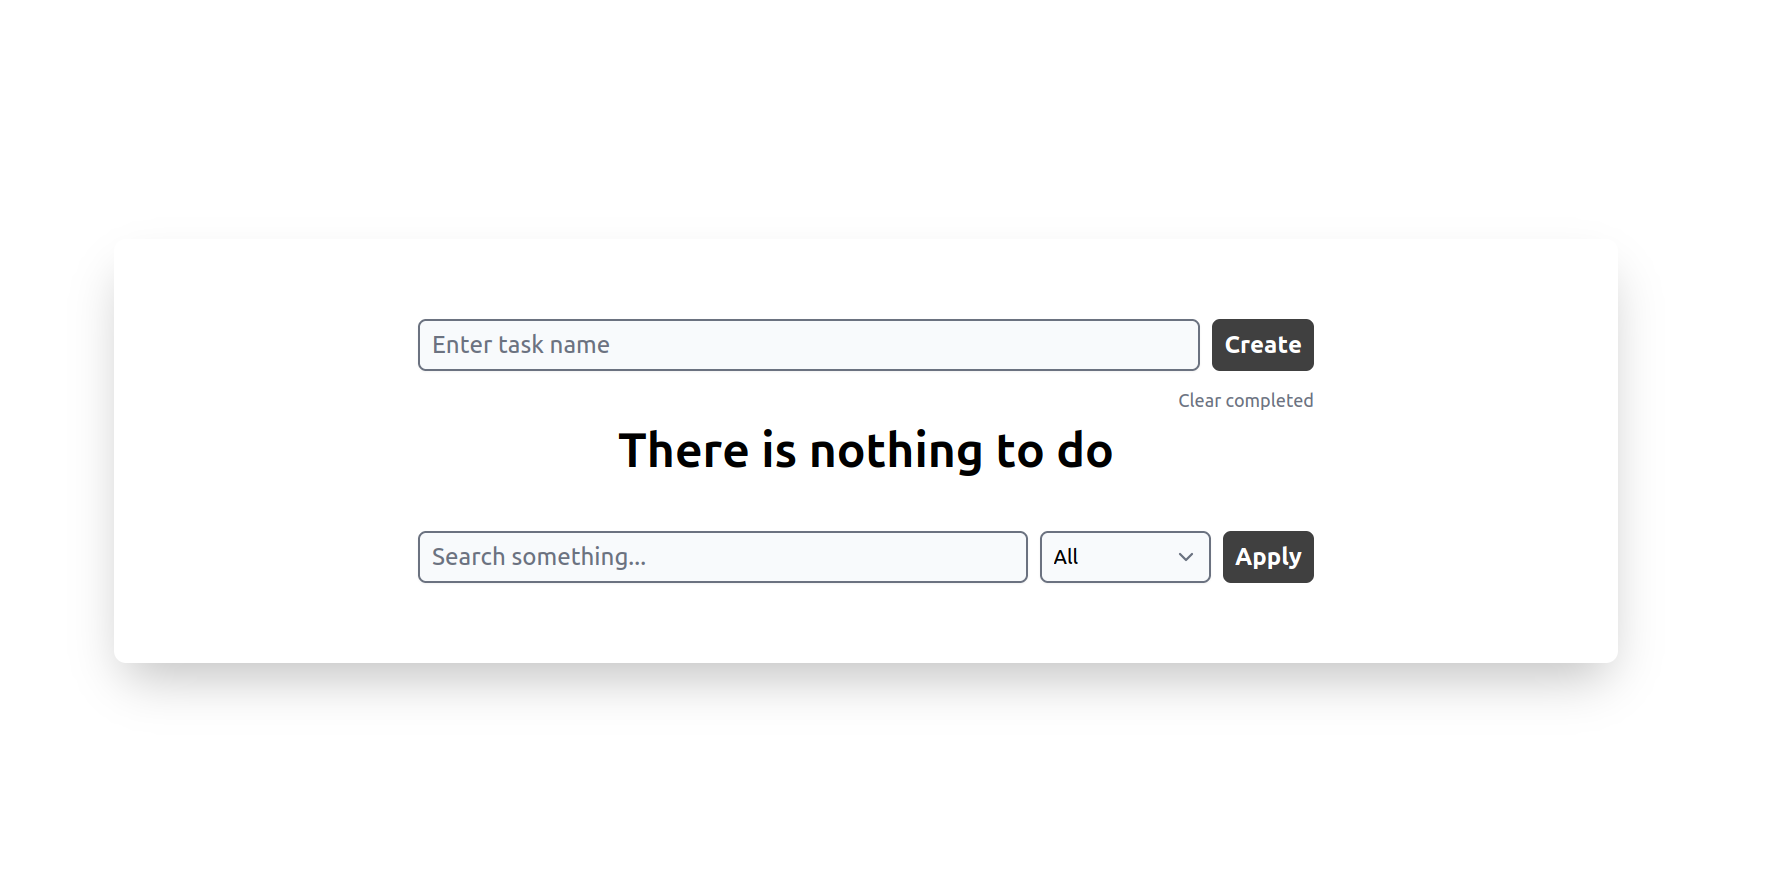 Enter task name
Create
Clear completed
There is nothing to do
Search something...
All
Apply